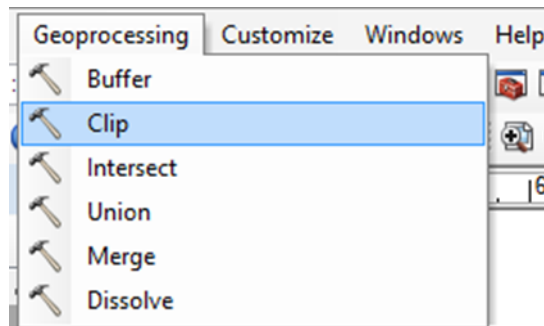 Geoprocessing Customize Windows Help
Buffer
Clip
Intersect
Union
Merge
Dissolve